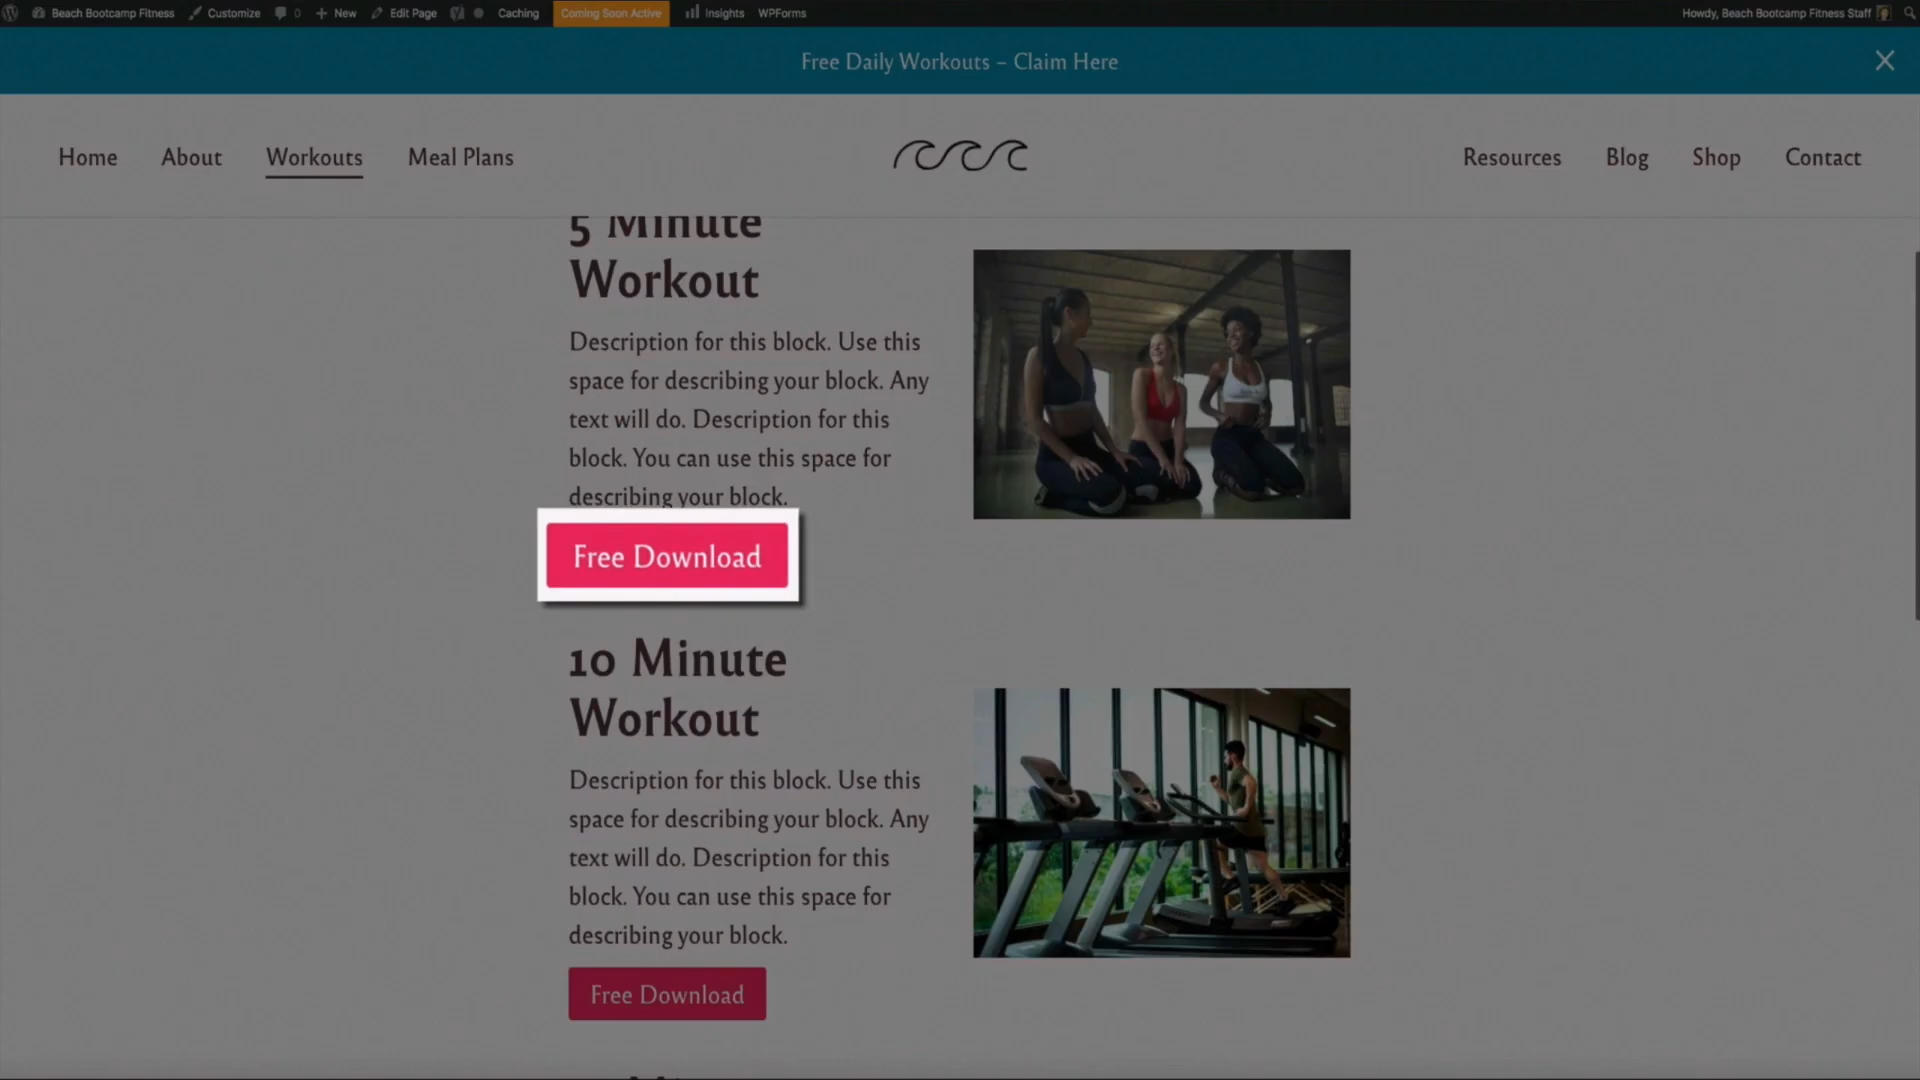 Beach Bootcamp Fitness Customize 0 New Edit Page Caching Coming Soon Active Insights WPForms Howdy, Beach Bootcamp Fitness Staff
Free Daily Workouts – Claim Here
Home About Workouts Meal Plans Resources Blog Shop Contact
5 Minute
Workout
Description for this block. Use this
space for describing your block. Any
text will do. Description for this
block. You can use this space for
describing your block.
Free Download
10 Minute
Workout
Description for this block. Use this
space for describing your block. Any
text will do. Description for this
block. You can use this space for
describing your block.
Free Download